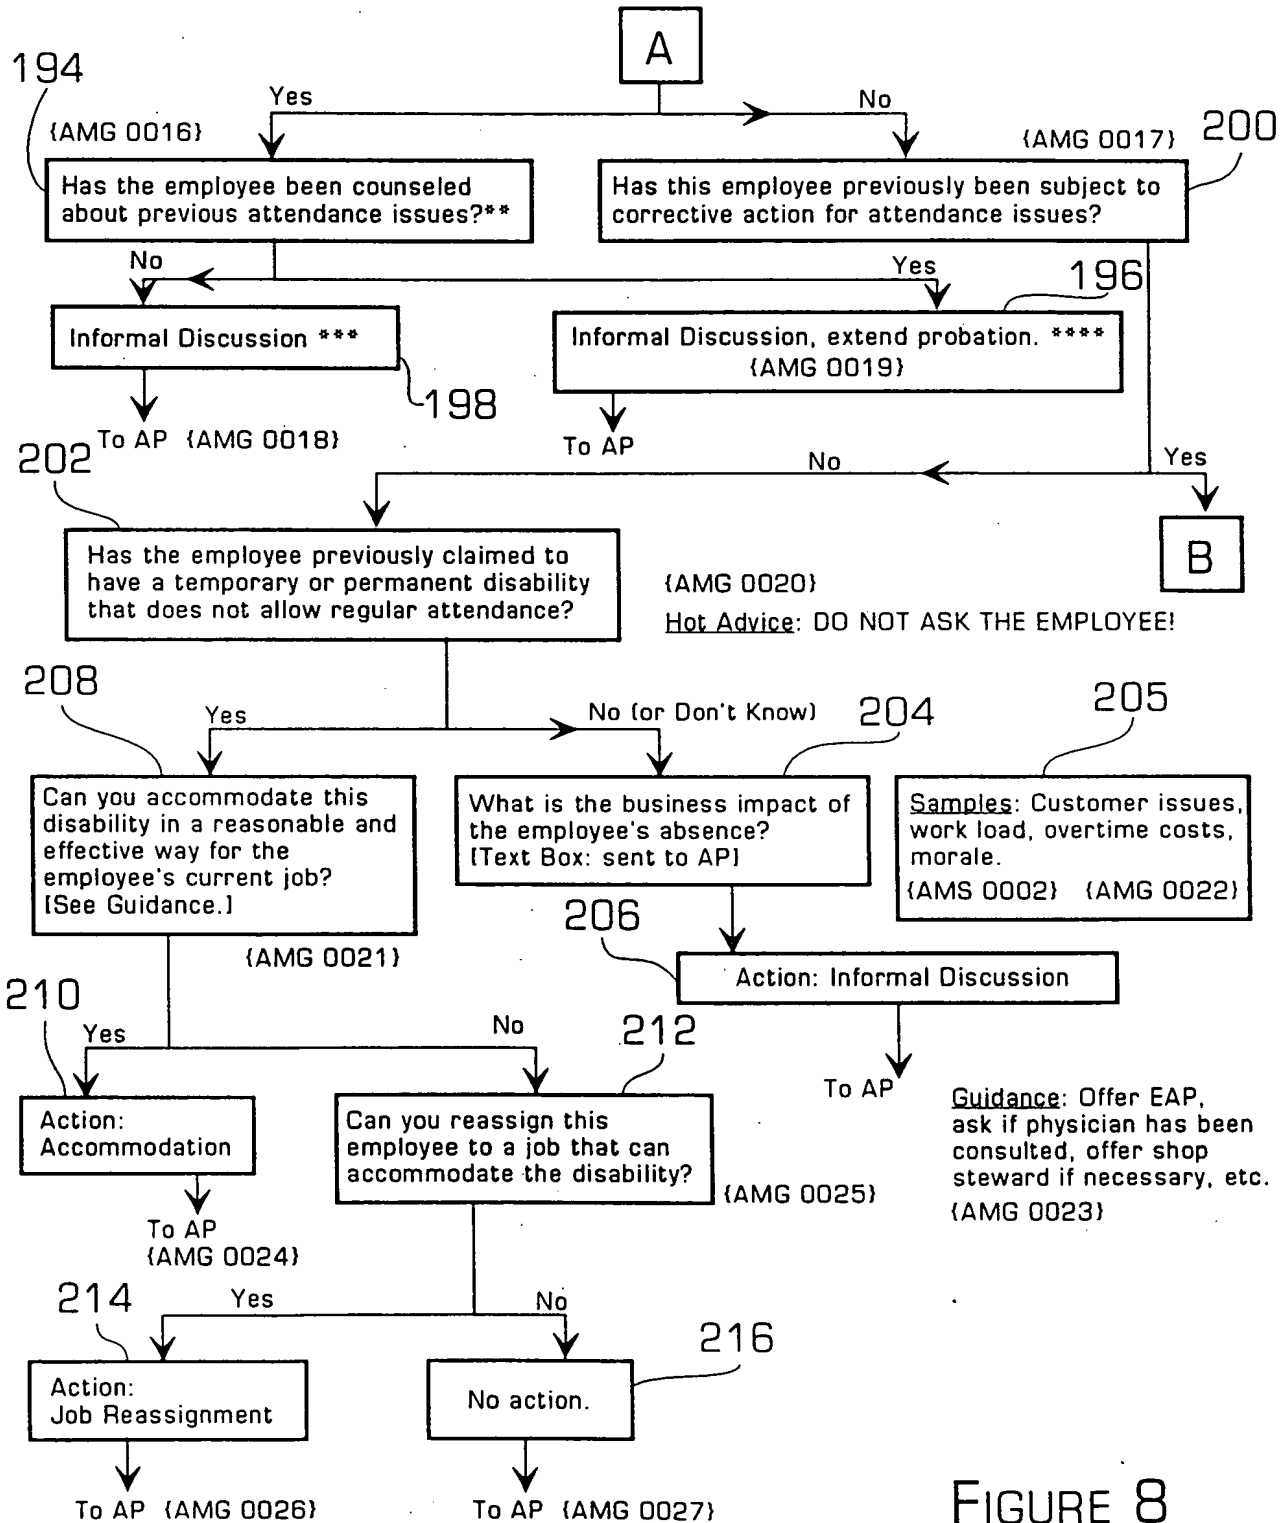 A
194
Yes
No
{AMG 0016}
{AMG 0017}
200
Has the employee been counseled
about previous attendance issues?**
Has this employee previously been subject to
corrective action for attendance issues?
No
Yes
196
Informal Discussion ***
Informal Discussion, extend probation. ****
{AMG 0019}
198
To AP {AMG 0018}
To AP
202
No
Yes
B
Has the employee previously claimed to
have a temporary or permanent disability
that does not allow regular attendance?
{AMG 0020}
Hot Advice: DO NOT ASK THE EMPLOYEE!
208
Yes
No (or Don't Know)
204
205
Can you accommodate this
disability in a reasonable and
effective way for the
employee's current job?
[See Guidance.]
What is the business impact of
the employee's absence?
[Text Box: sent to AP]
Samples: Customer issues,
work load, overtime costs,
morale.
{AMS 0002} {AMG 0022}
206
{AMG 0021}
Action: Informal Discussion
210
Yes
No
212
To AP
Action:
Accommodation
Can you reassign this
employee to a job that can
accommodate the disability?
{AMG 0025}
Guidance: Offer EAP,
ask if physician has been
consulted, offer shop
steward if necessary, etc.
{AMG 0023}
To AP
{AMG 0024}
214
Yes
No
216
Action:
Job Reassignment
No action.
To AP {AMG 0026}
To AP {AMG 0027}
FIGURE 8